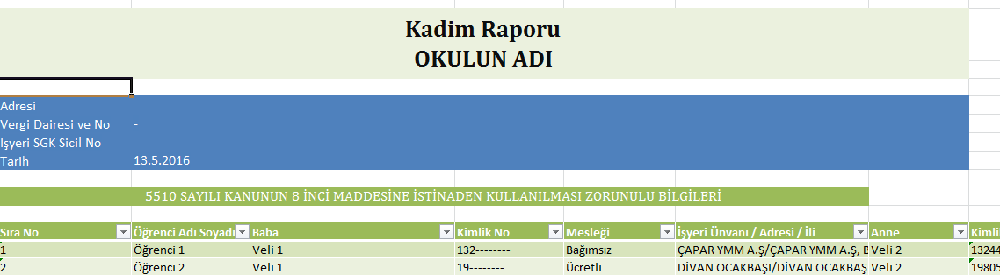 Kadim Raporu
OKULUN ADI
Adresi
Vergi Dairesi ve No -
Işyeri SGK Sicil No
Tarih 13.5.2016
5510 SAYILI KANUNUN 8 İNCİ MADDESİNE İSTİNADEN KULLANILMASI ZORUNULU BİLGİLERİ
Sıra No Öğrenci Adı Soyadı Baba Kimlik No Mesleği İşyeri Ünvanı / Adresi / İli Anne Kimli
1 Öğrenci 1 Veli 1 132-------- Bağımsız ÇAPAR YMM A.Ş/ÇAPAR YMM A.Ş, B Veli 2 13244
2 Öğrenci 2 Veli 1 19-------- Ücretli DİVAN OCAKBAŞI/DİVAN OCAKBAŞ Veli 2 19805